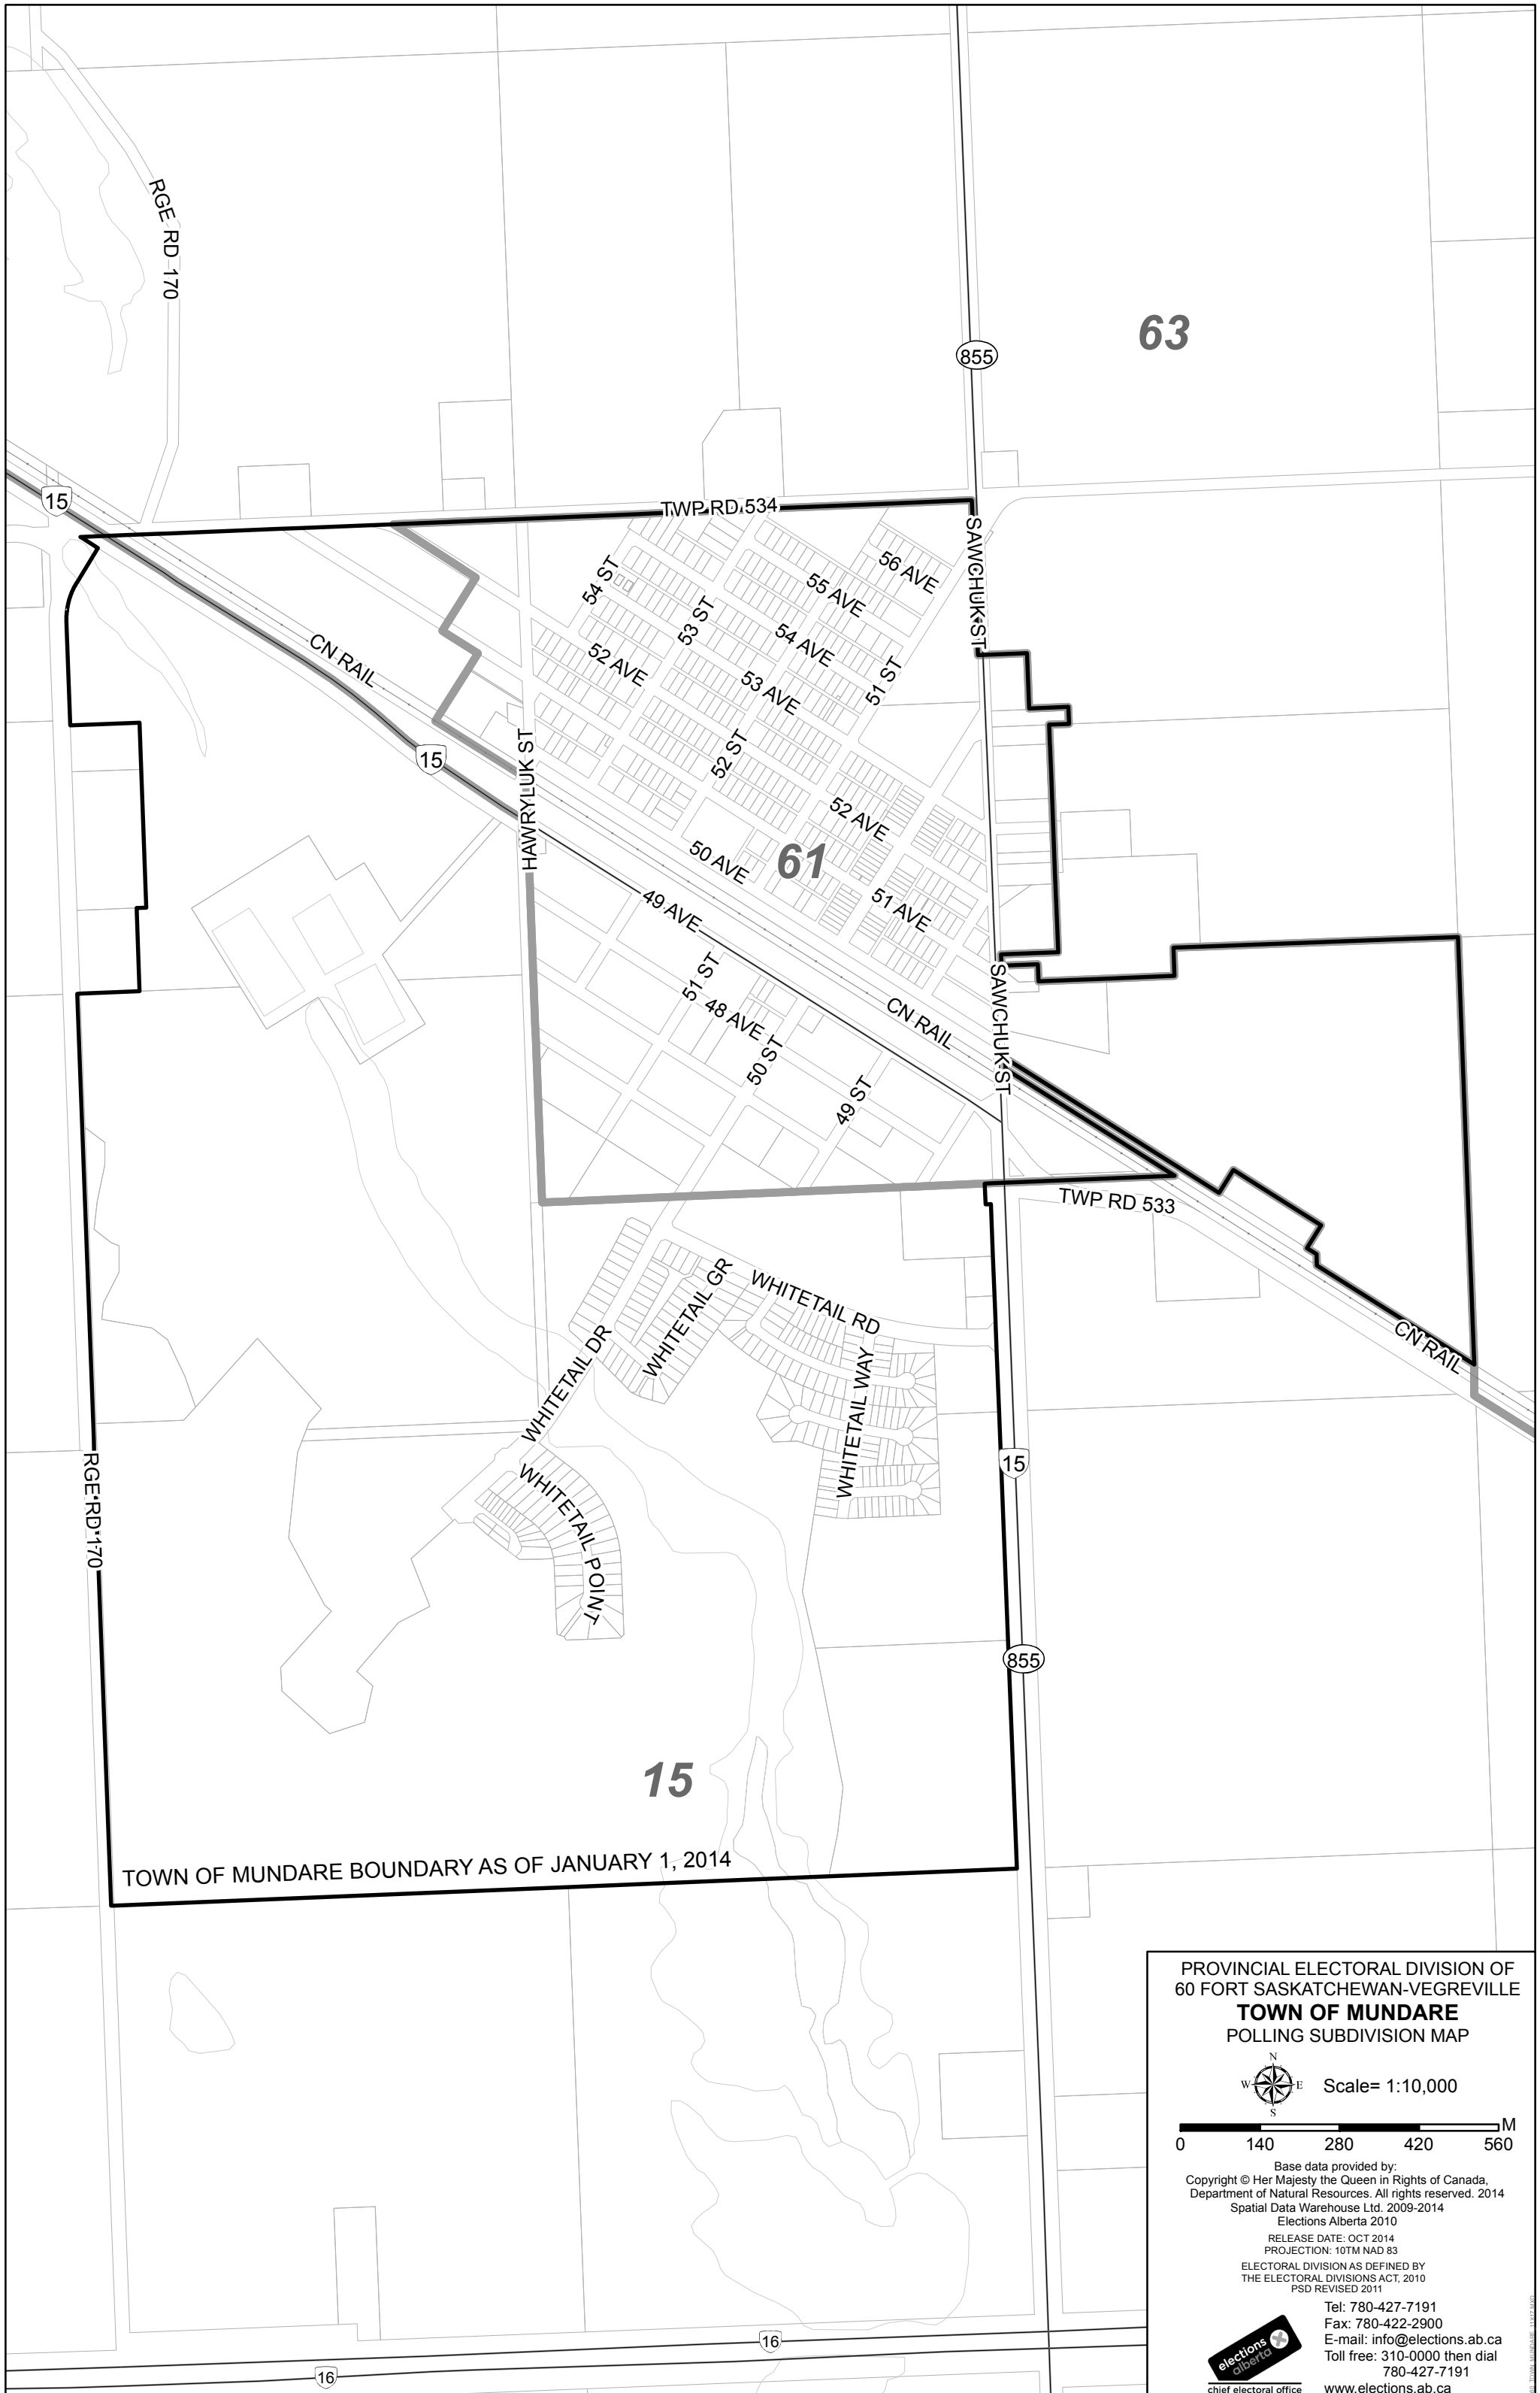 RGE RD 170
63
855
15
TWP RD 534
SAWCHUK ST
56 AVE
55 AVE
54 ST
53 ST
54 AVE
52 AVE
53 AVE
51 ST
CN RAIL
15
HAWRYLUK ST
52 ST
52 AVE
50 AVE
61
49 AVE
51 AVE
51 ST
48 AVE
50 ST
CN RAIL
SAWCHUK ST
49 ST
TWP RD 533
WHITETAIL GR
WHITETAIL RD
WHITETAIL DR
WHITETAIL WAY
CN RAIL
RGE RD 170
15
WHITETAIL POINT
855
15
TOWN OF MUNDARE BOUNDARY AS OF JANUARY 1, 2014
16
16
PROVINCIAL ELECTORAL DIVISION OF
60 FORT SASKATCHEWAN-VEGREVILLE
TOWN OF MUNDARE
POLLING SUBDIVISION MAP
N
W E
S
Scale= 1:10,000
M
0 140 280 420 560
Base data provided by:
Copyright © Her Majesty the Queen in Rights of Canada,
Department of Natural Resources. All rights reserved. 2014
Spatial Data Warehouse Ltd. 2009-2014
Elections Alberta 2010
RELEASE DATE: OCT 2014
PROJECTION: 10TM NAD 83
ELECTORAL DIVISION AS DEFINED BY
THE ELECTORAL DIVISIONS ACT, 2010
PSD REVISED 2011
Tel: 780-427-7191
Fax: 780-422-2900
E-mail: info@elections.ab.ca
Toll free: 310-0000 then dial
780-427-7191
www.elections.ab.ca
elections
alberta
chief electoral office